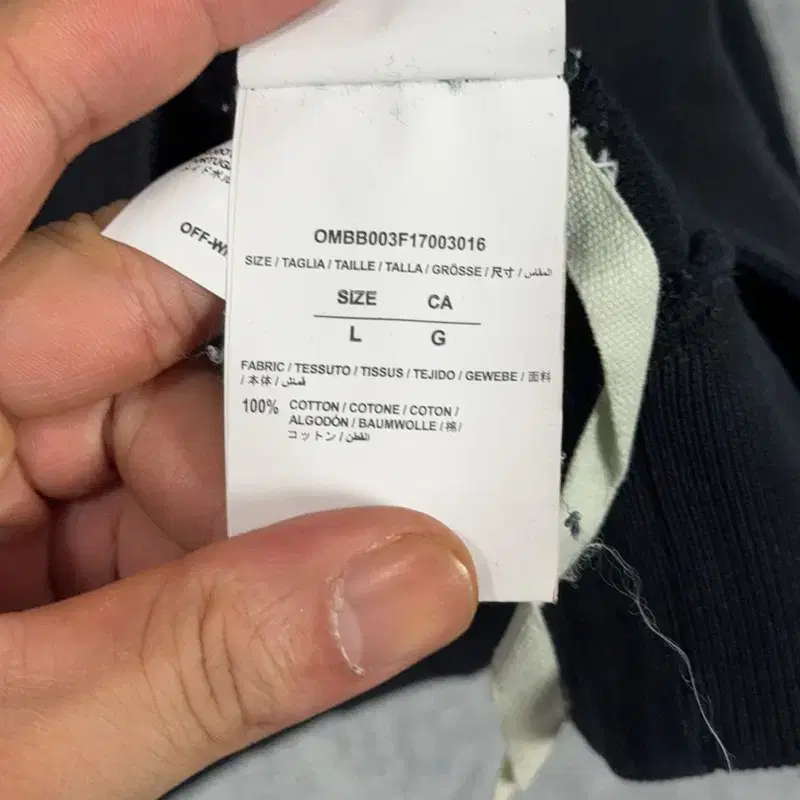 OFF-WH
OMBB003F17003016
SIZE / TAGLIA / TAILLE / TALLA / GRÖSSE / 尺寸 / المقاس
SIZE CA
L G
FABRIC / TESSUTO / TISSUS / TEJIDO / GEWEBE / 面料
/ 本体 / قماش
100% COTTON / COTONE / COTON /
ALGODÓN / BAUMWOLLE / 棉/
コットン / القطن